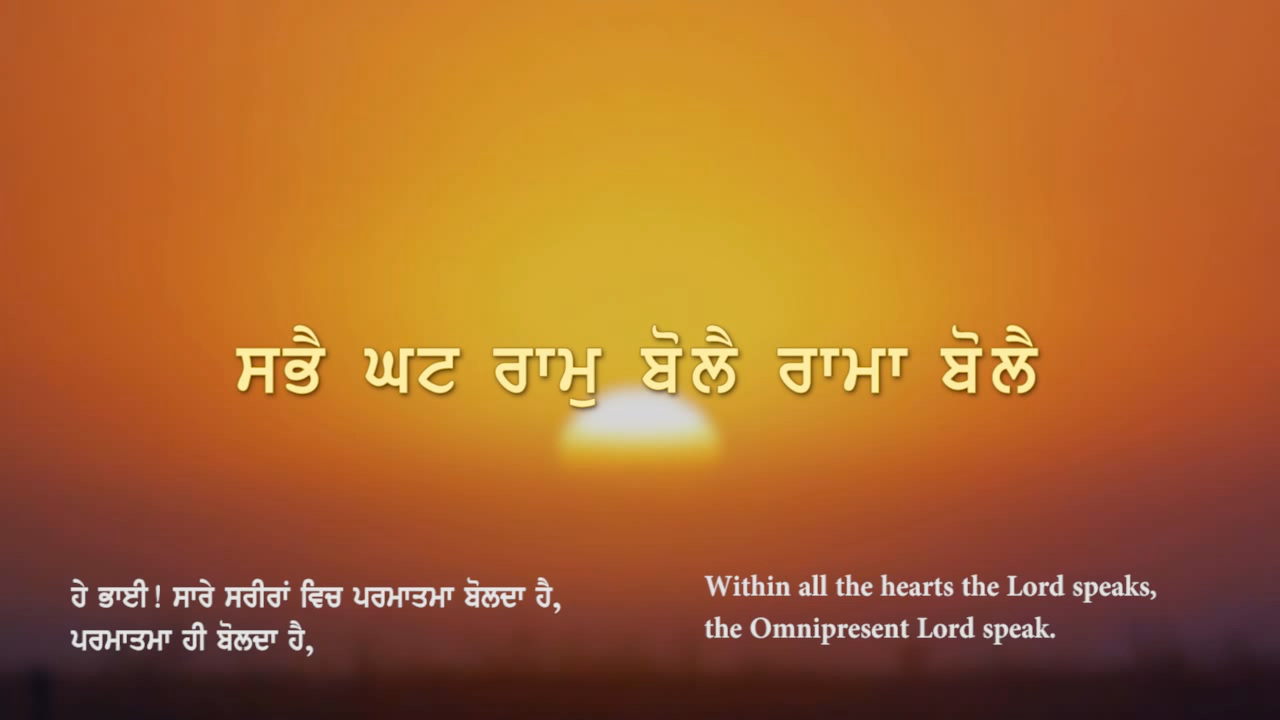 ਸਭੈ ਘਟ ਰਾਮੁ ਬੋਲੈ ਰਾਮਾ ਬੋਲੈ
ਹੇ ਭਾਈ! ਸਾਰੇ ਸਰੀਰਾਂ ਵਿਚ ਪਰਮਾਤਮਾ ਬੋਲਦਾ ਹੈ,
ਪਰਮਾਤਮਾ ਹੀ ਬੋਲਦਾ ਹੈ,
Within all the hearts the Lord speaks,
the Omnipresent Lord speak.